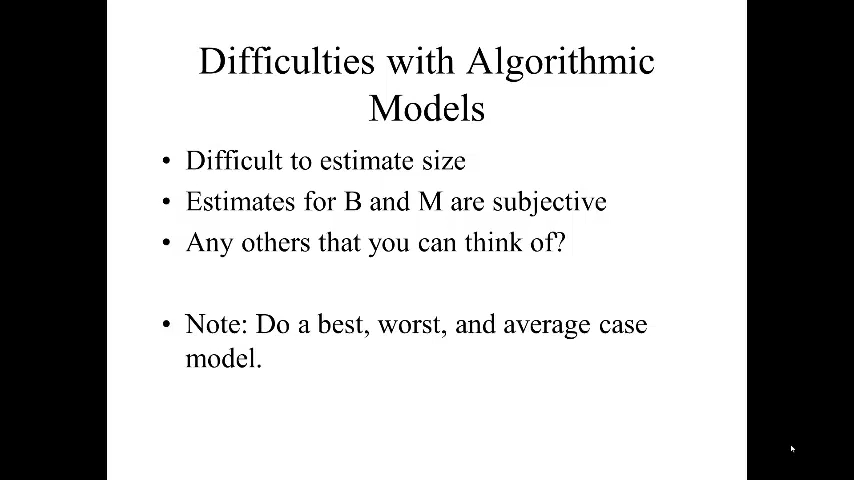 Difficulties with Algorithmic
Models
• Difficult to estimate size
• Estimates for B and M are subjective
• Any others that you can think of?
• Note: Do a best, worst, and average case
model.